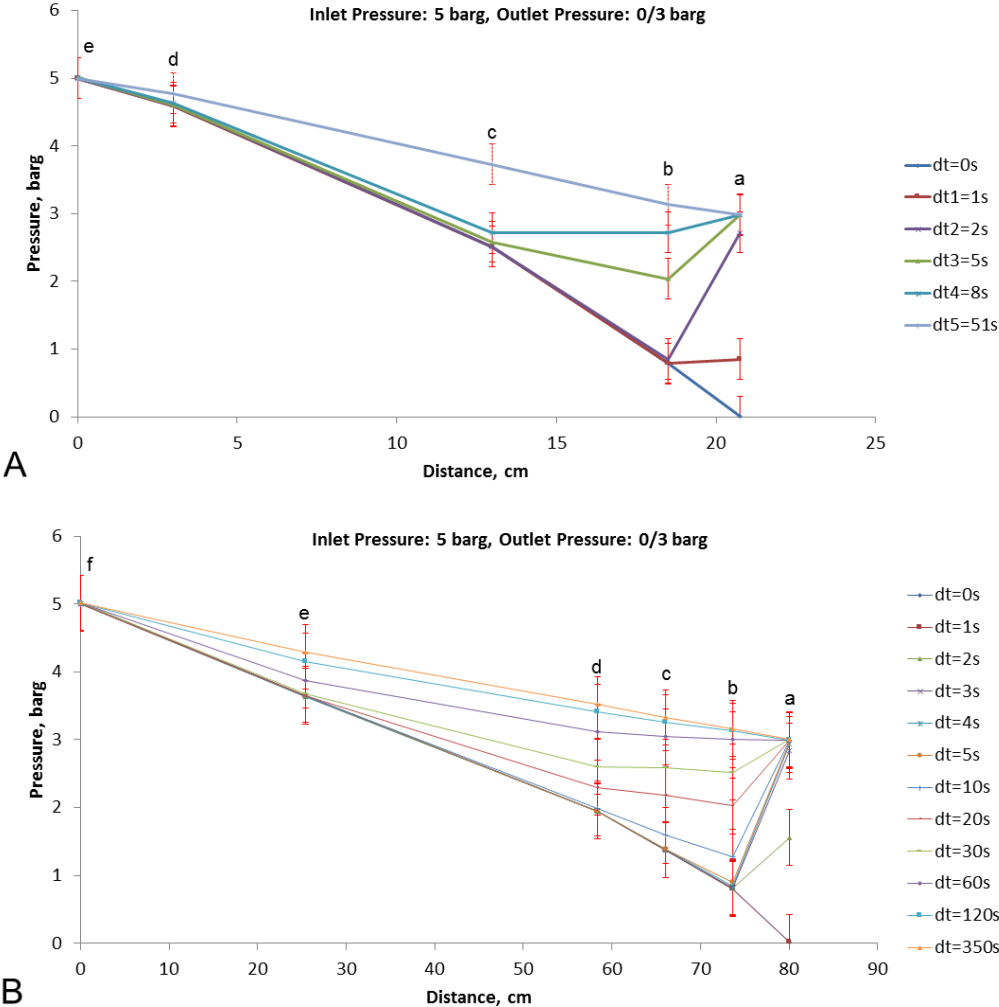 Inlet Pressure: 5 barg, Outlet Pressure: 0/3 barg
6
5
4
3
2
1
0
Pressure, barg
e
d
c
b
a
dt=0s
dt1=1s
dt2=2s
dt3=5s
dt4=8s
dt5=51s
0 5 10 15 20 25
Distance, cm
A
Inlet Pressure: 5 barg, Outlet Pressure: 0/3 barg
6
5
4
3
2
1
0
Pressure, barg
f
e
d
c
b
a
dt=0s
dt=1s
dt=2s
dt=3s
dt=4s
dt=5s
dt=10s
dt=20s
dt=30s
dt=60s
dt=120s
dt=350s
0 10 20 30 40 50 60 70 80 90
Distance, cm
B